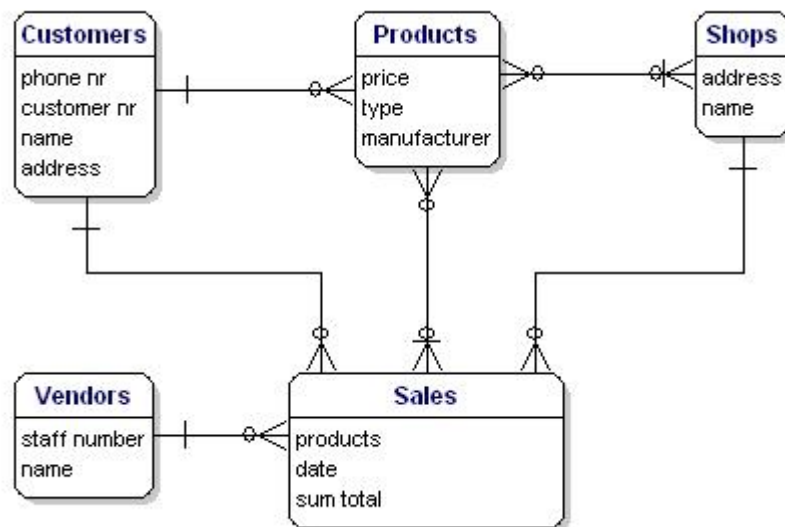 Customers
phone nr
customer nr
name
address
Products
price
type
manufacturer
Shops
address
name
Vendors
staff number
name
Sales
products
date
sum total